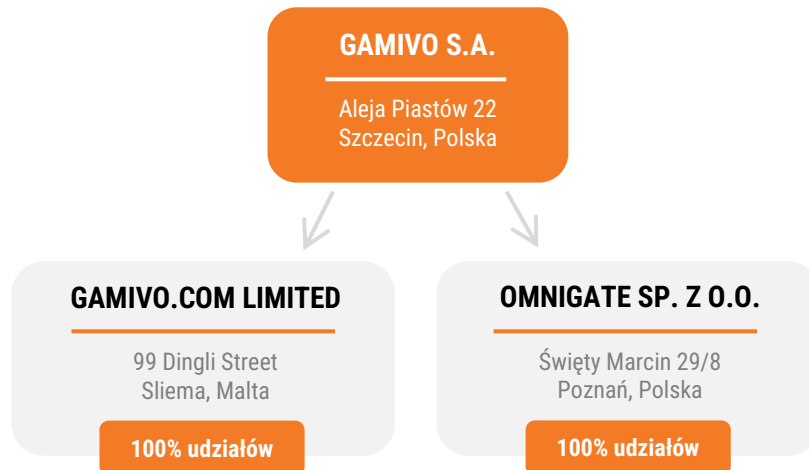 GAMIVO S.A.
Aleja Piastów 22
Szczecin, Polska
GAMIVO.COM LIMITED
99 Dingli Street
Sliema, Malta
100% udziałów
OMNIGATE SP. Z O.O.
Święty Marcin 29/8
Poznań, Polska
100% udziałów